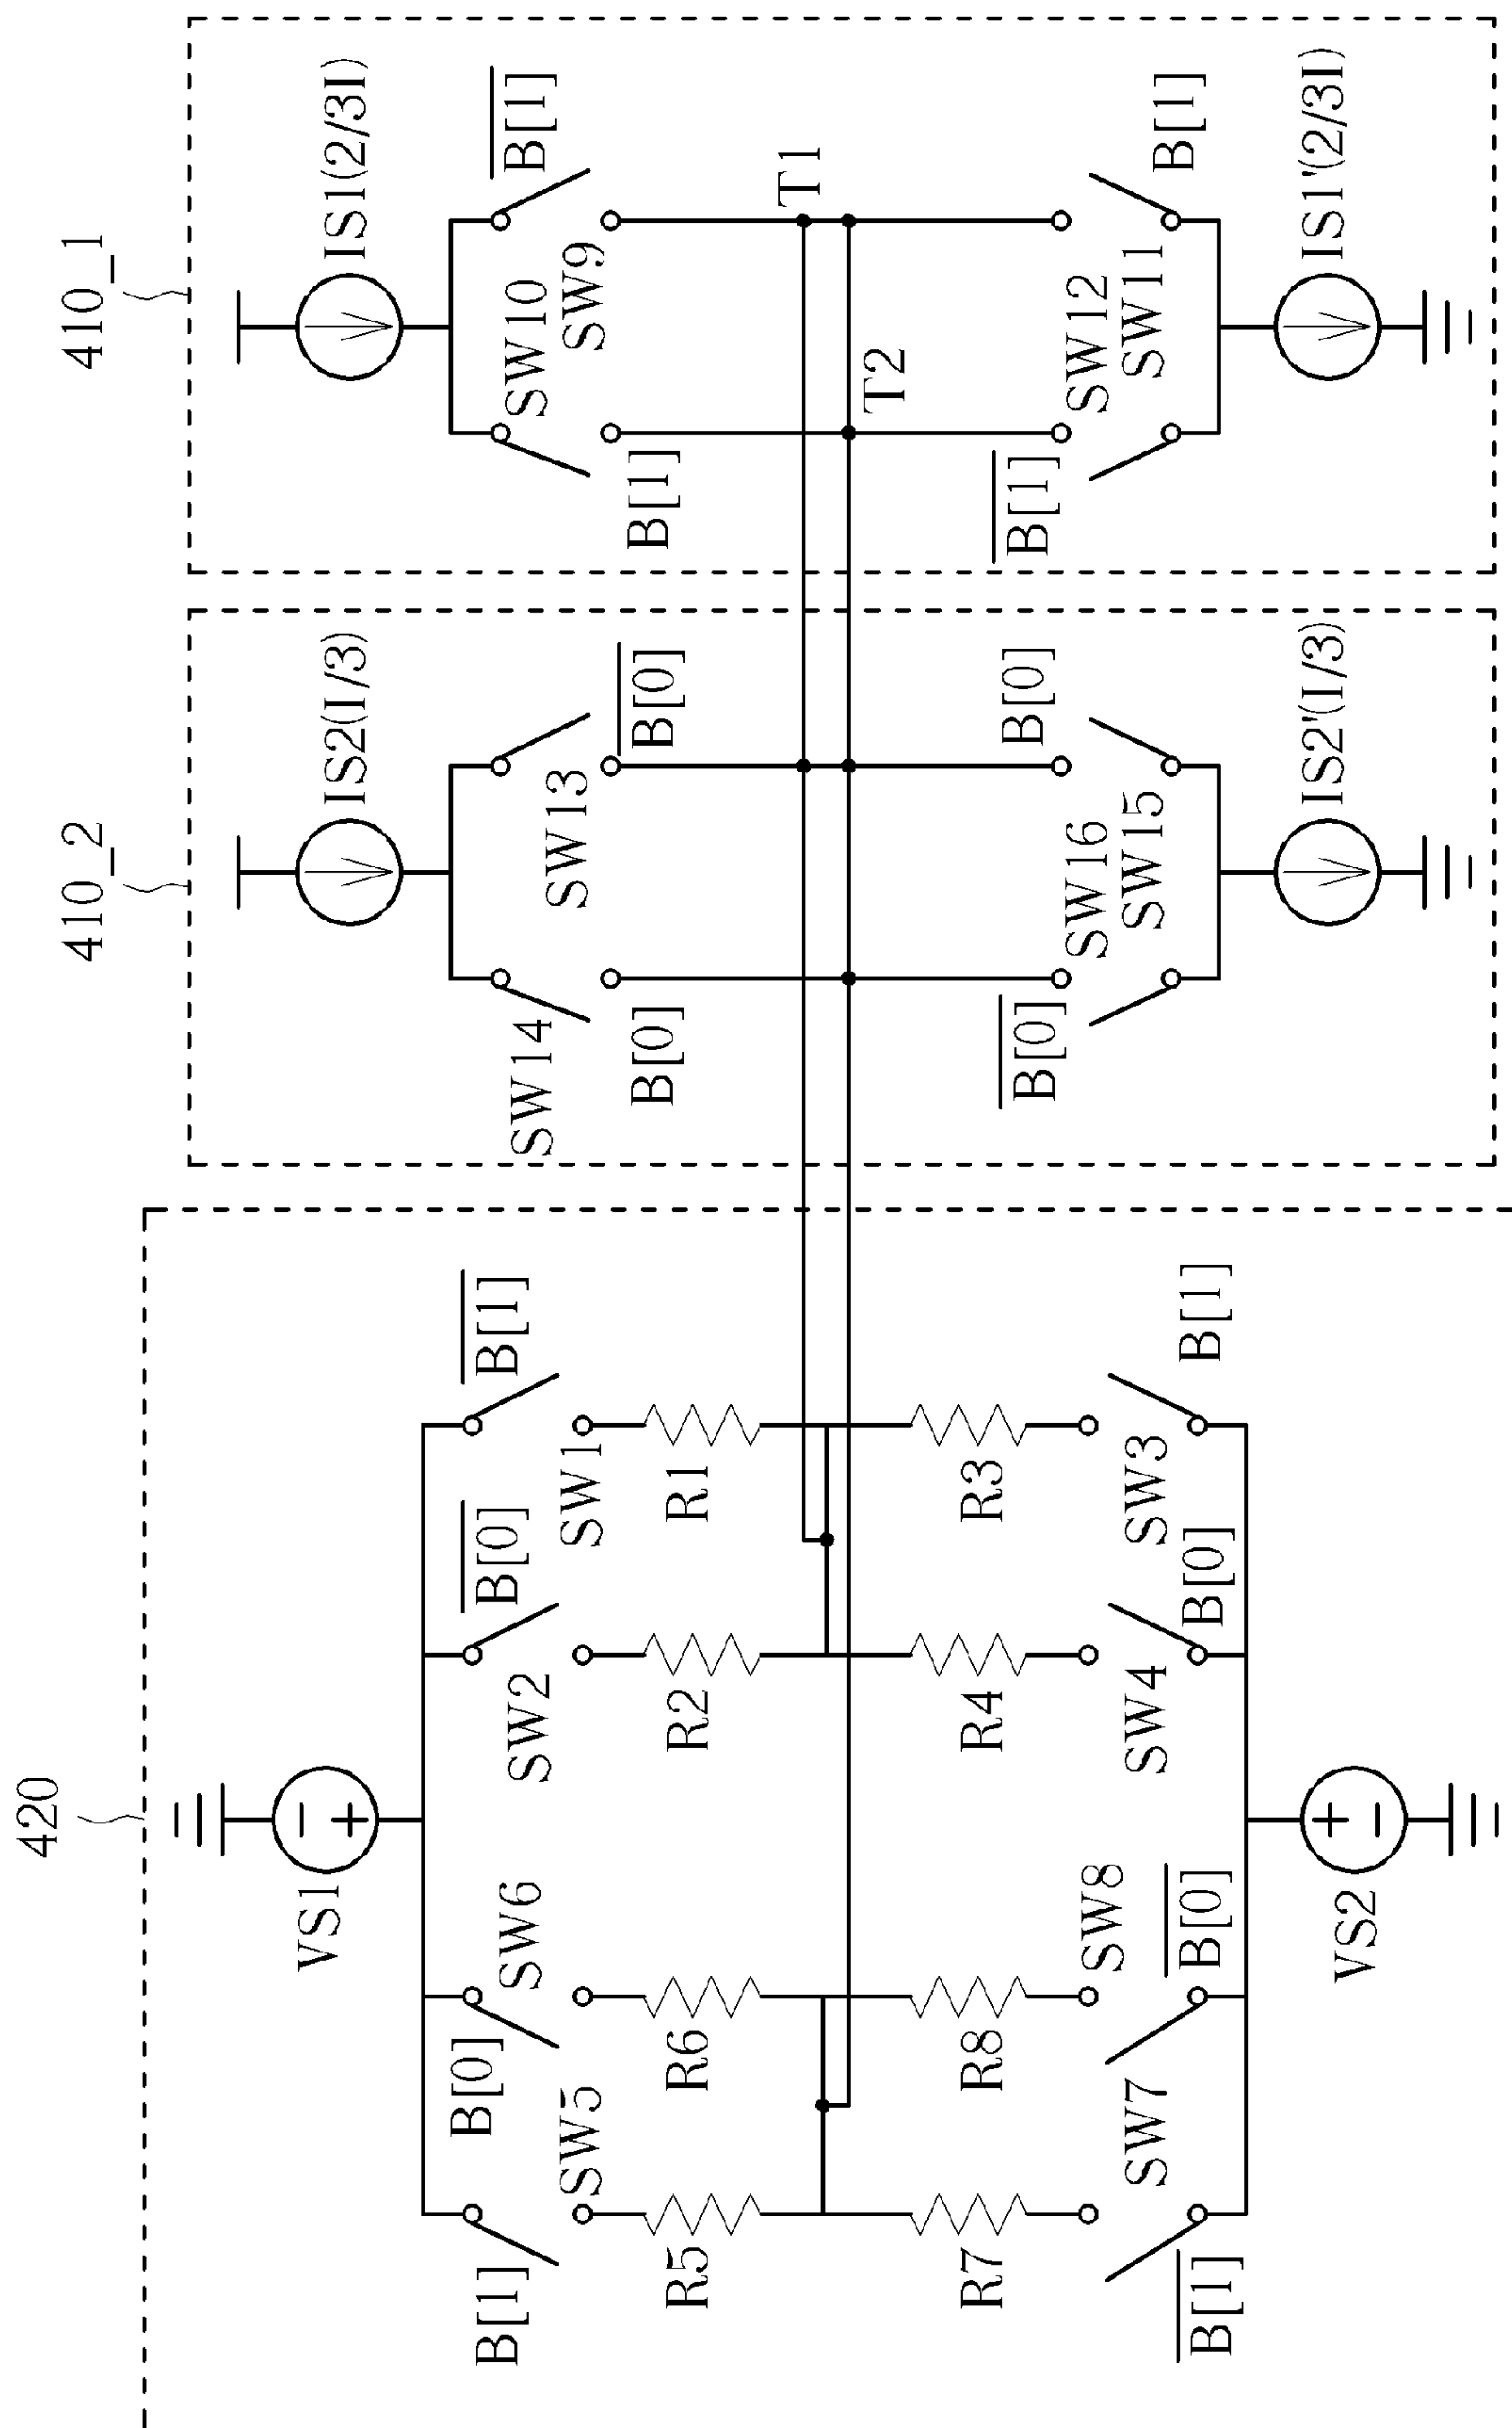 420
410_2
410_1
VS1
B[1]
SW5
R5
R7
SW7
B[1]
B[0]
SW6
R6
R8
SW8
B[0]
VS2
B[0]
SW2
R2
R4
SW4
B[0]
B[1]
SW1
R1
R3
SW3
B[1]
IS2(I/3)
SW14
B[0]
SW13
B[0]
B[0]
SW16
SW15
B[0]
IS2'(I/3)
IS1(2/3I)
SW10
SW9
B[1]
B[1]
T1
T2
B[1]
SW12
SW11
B[1]
IS1'(2/3I)